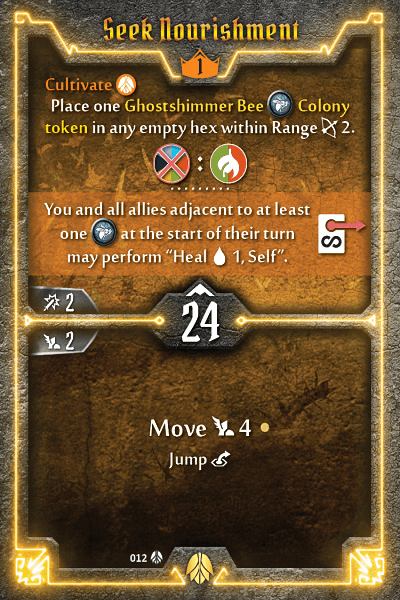 Seek Nourishment
1
Cultivate
Place one Ghostshimmer Bee Colony
token in any empty hex within Range 2.
:
You and all allies adjacent to at least
one at the start of their turn
may perform “Heal 1, Self”.
2
24
2
Move 4
Jump
012